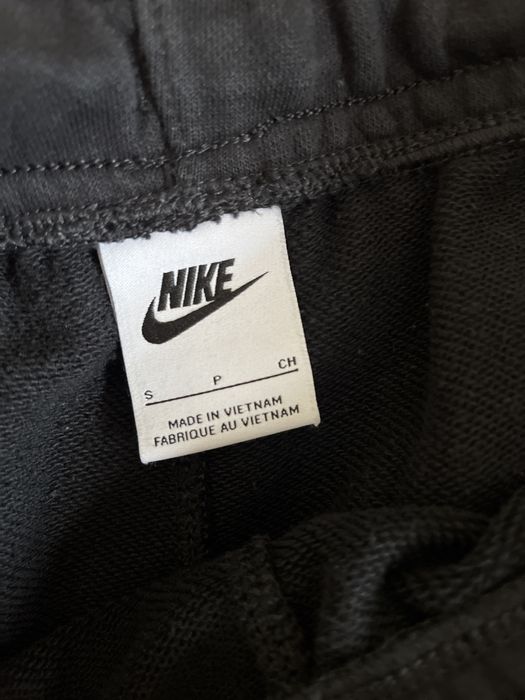 NIKE
S P CH
MADE IN VIETNAM
FABRIQUE AU VIETNAM